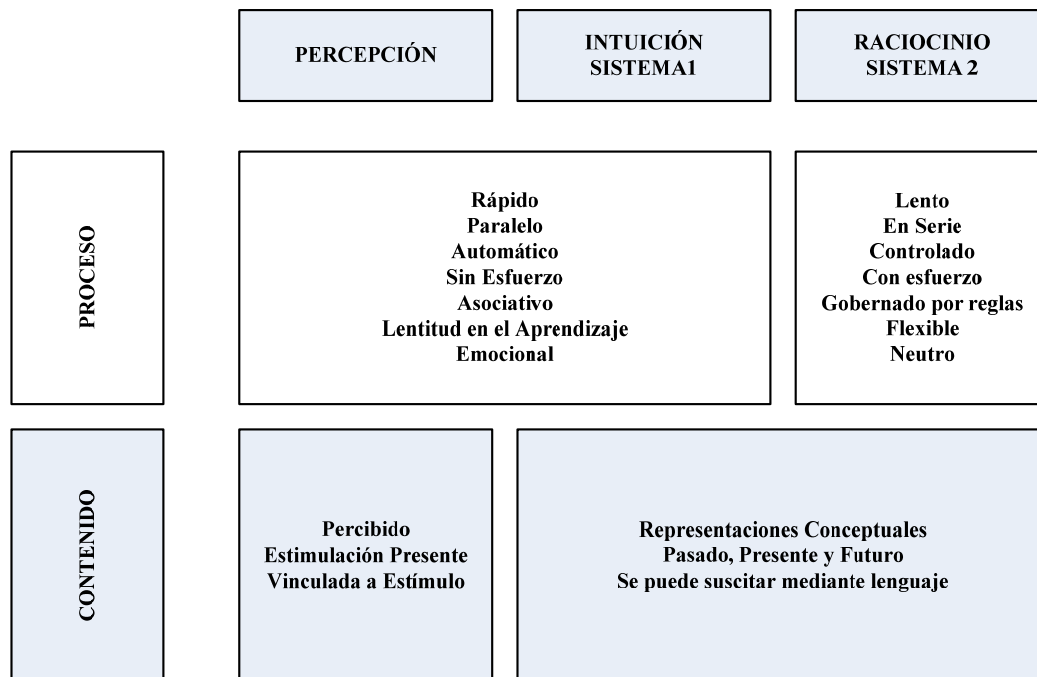 PERCEPCIÓN
INTUICIÓN
SISTEMA1
RACIOCINIO
SISTEMA 2
PROCESO
Rápido
Paralelo
Automático
Sin Esfuerzo
Asociativo
Lentitud en el Aprendizaje
Emocional
Lento
En Serie
Controlado
Con esfuerzo
Gobernado por reglas
Flexible
Neutro
CONTENIDO
Percibido
Estimulación Presente
Vinculada a Estímulo
Representaciones Conceptuales
Pasado, Presente y Futuro
Se puede suscitar mediante lenguaje